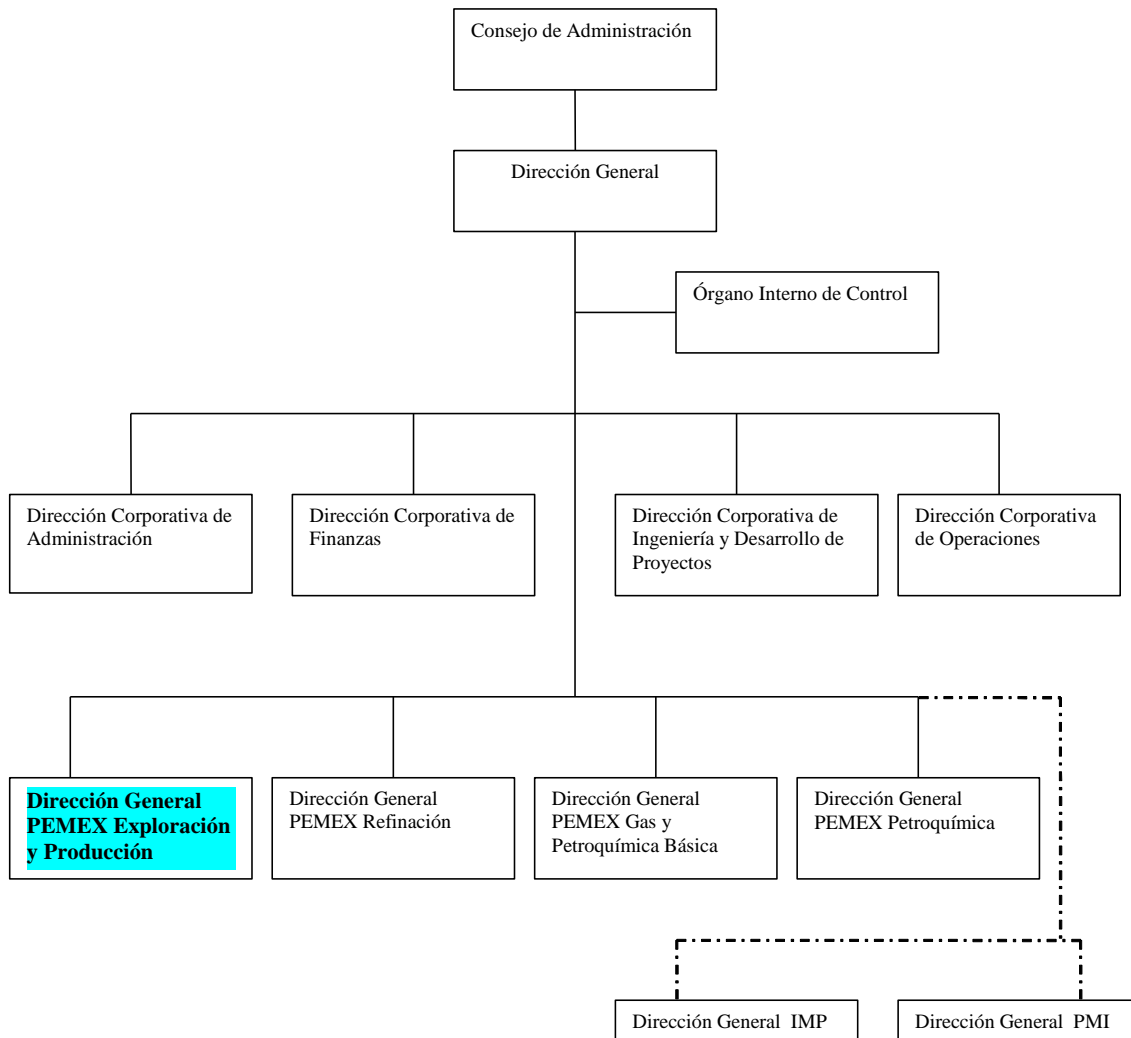 Consejo de Administración
Dirección General
Órgano Interno de Control
Dirección Corporativa de
Administración
Dirección Corporativa de
Finanzas
Dirección Corporativa de
Ingeniería y Desarrollo de
Proyectos
Dirección Corporativa
de Operaciones
Dirección General
PEMEX Exploración
y Producción
Dirección General
PEMEX Refinación
Dirección General
PEMEX Gas y
Petroquímica Básica
Dirección General
PEMEX Petroquímica
Dirección General IMP
Dirección General PMI